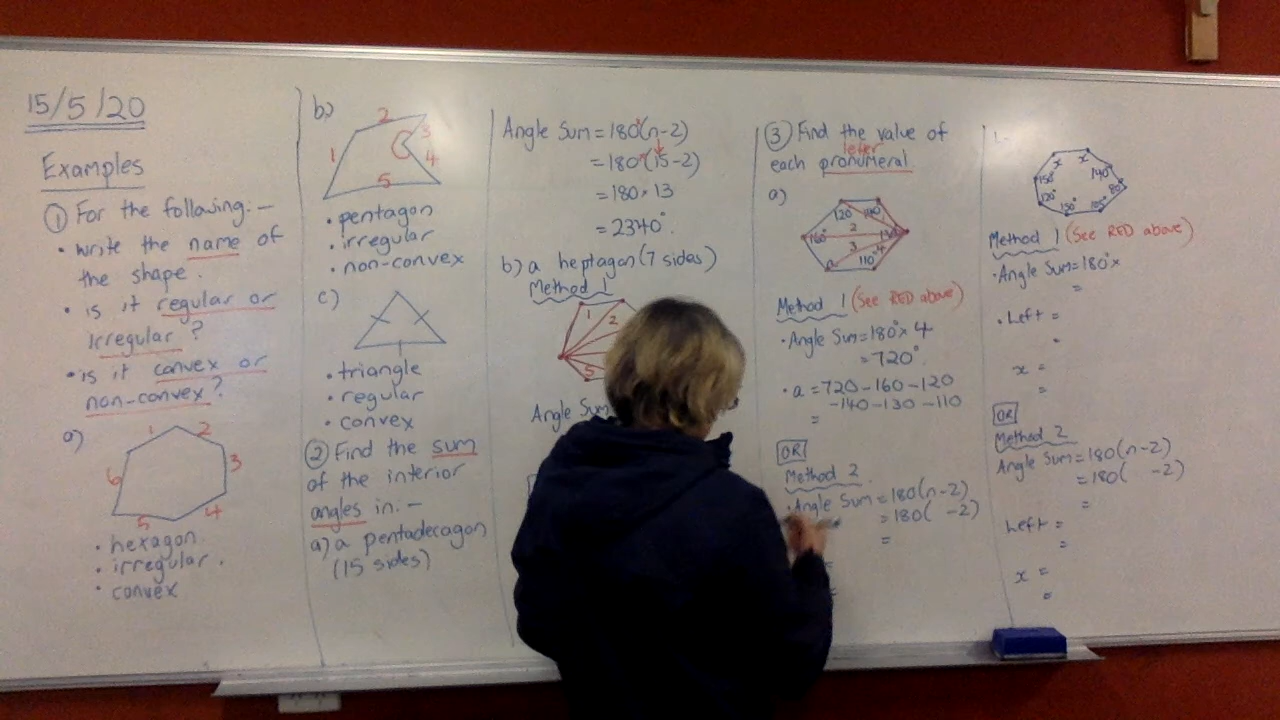 15/5/20
Examples
① For the following:-
• write the name of
the shape.
• is it regular or
irregular?
• is it convex or
non-convex?
a)
1
2
3
4
5
6
• hexagon
• irregular.
• convex
b)
1
2
3
4
5
• pentagon
• irregular
• non-convex
c)
• triangle
• regular
• convex
② Find the sum
of the interior
angles in:-
a) a pentadecagon
(15 sides)
Angle Sum = 180°(n-2)
= 180°(15-2)
= 180 × 13
= 2340°.
b) a heptagon (7 sides)
Method 1
1
2
5
Angle Sum
③ Find the value of
letter
each pronumeral
a)
120°
140°
160°
2
130°
3
4
a
110°
Method 1 (See RED above)
• Angle Sum = 180° × 4
= 720°.
• a = 720-160-120
-140-130-110
=
OR
Method 2.
• Angle Sum = 180(n-2)
= 180( -2)
=
=
x
x
150°
140°
120°
80°
150°
Method 1 (See RED above)
• Angle Sum = 180°×
=
• Left =
x =
=
OR
Method 2
Angle Sum = 180(n-2)
= 180( -2)
=
Left =
=
x =
=